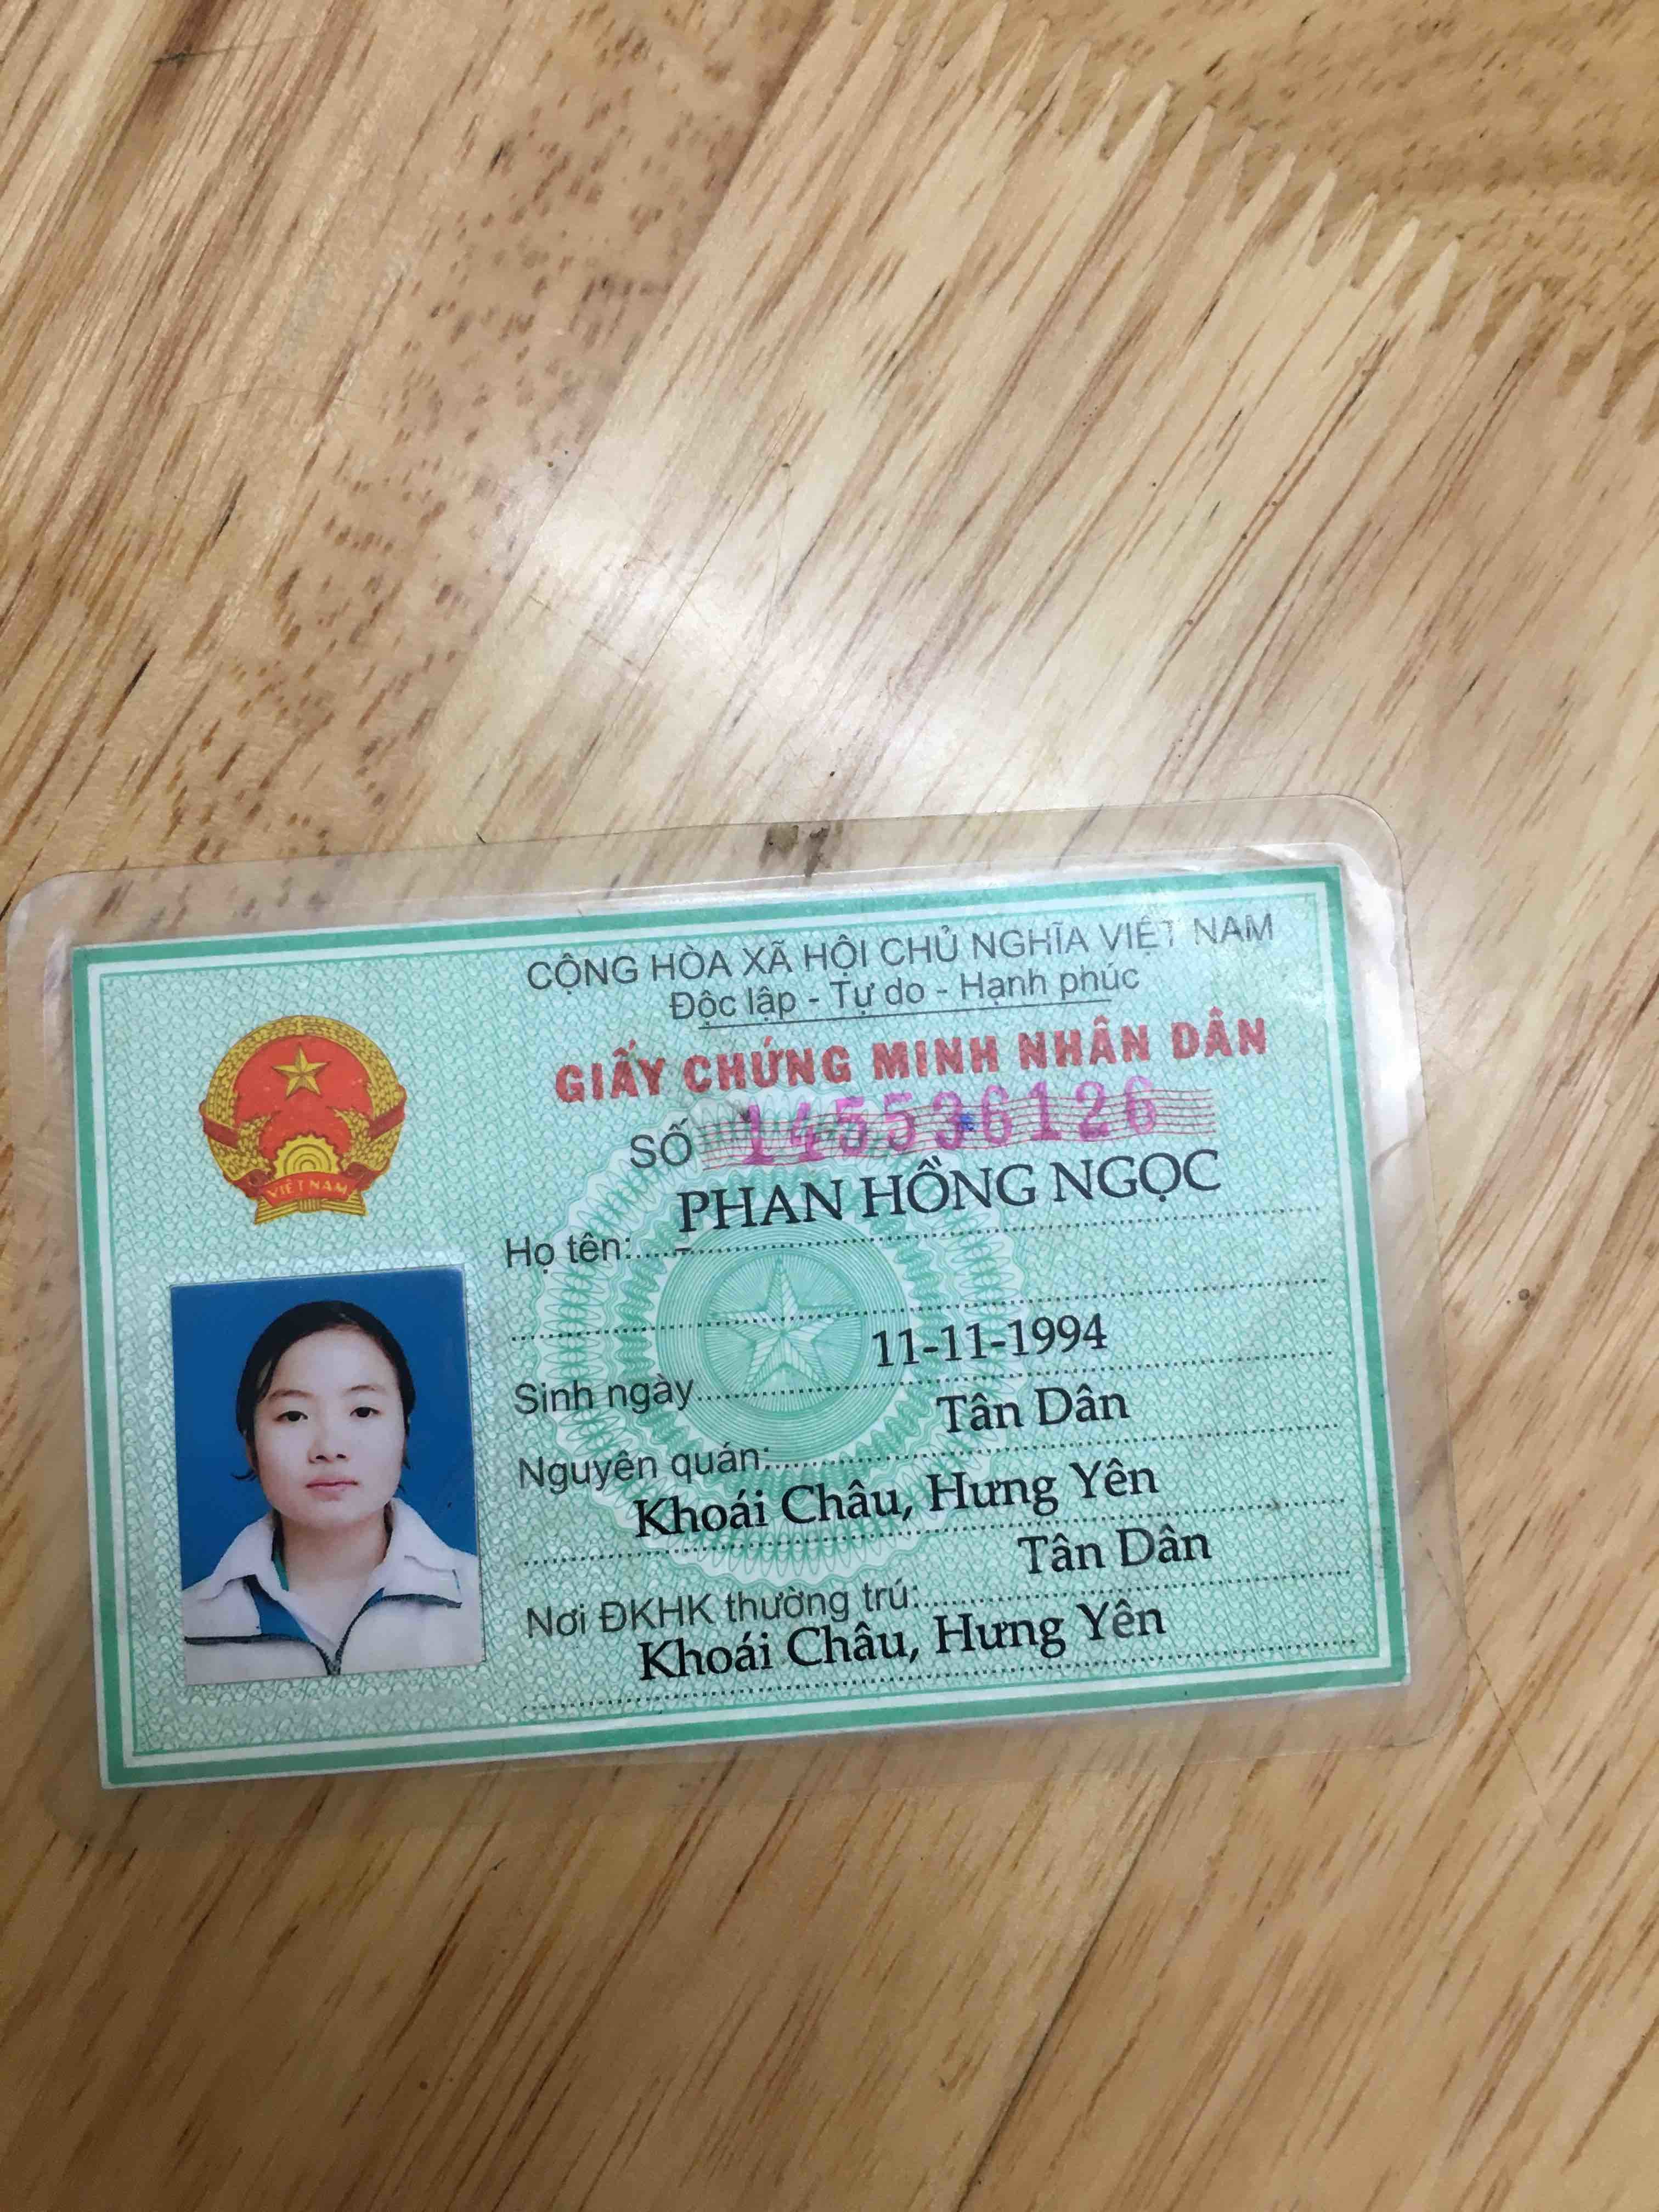 CỘNG HÒA XÃ HỘI CHỦ NGHĨA VIỆT NAM
Độc lập - Tự do - Hạnh phúc
GIẤY CHỨNG MINH NHÂN DÂN
SỐ 145536126
Họ tên: PHAN HỒNG NGỌC
Sinh ngày 11-11-1994
Nguyên quán: Tân Dân
Khoái Châu, Hưng Yên
Nơi ĐKHK thường trú: Tân Dân
Khoái Châu, Hưng Yên
VIỆT NAM